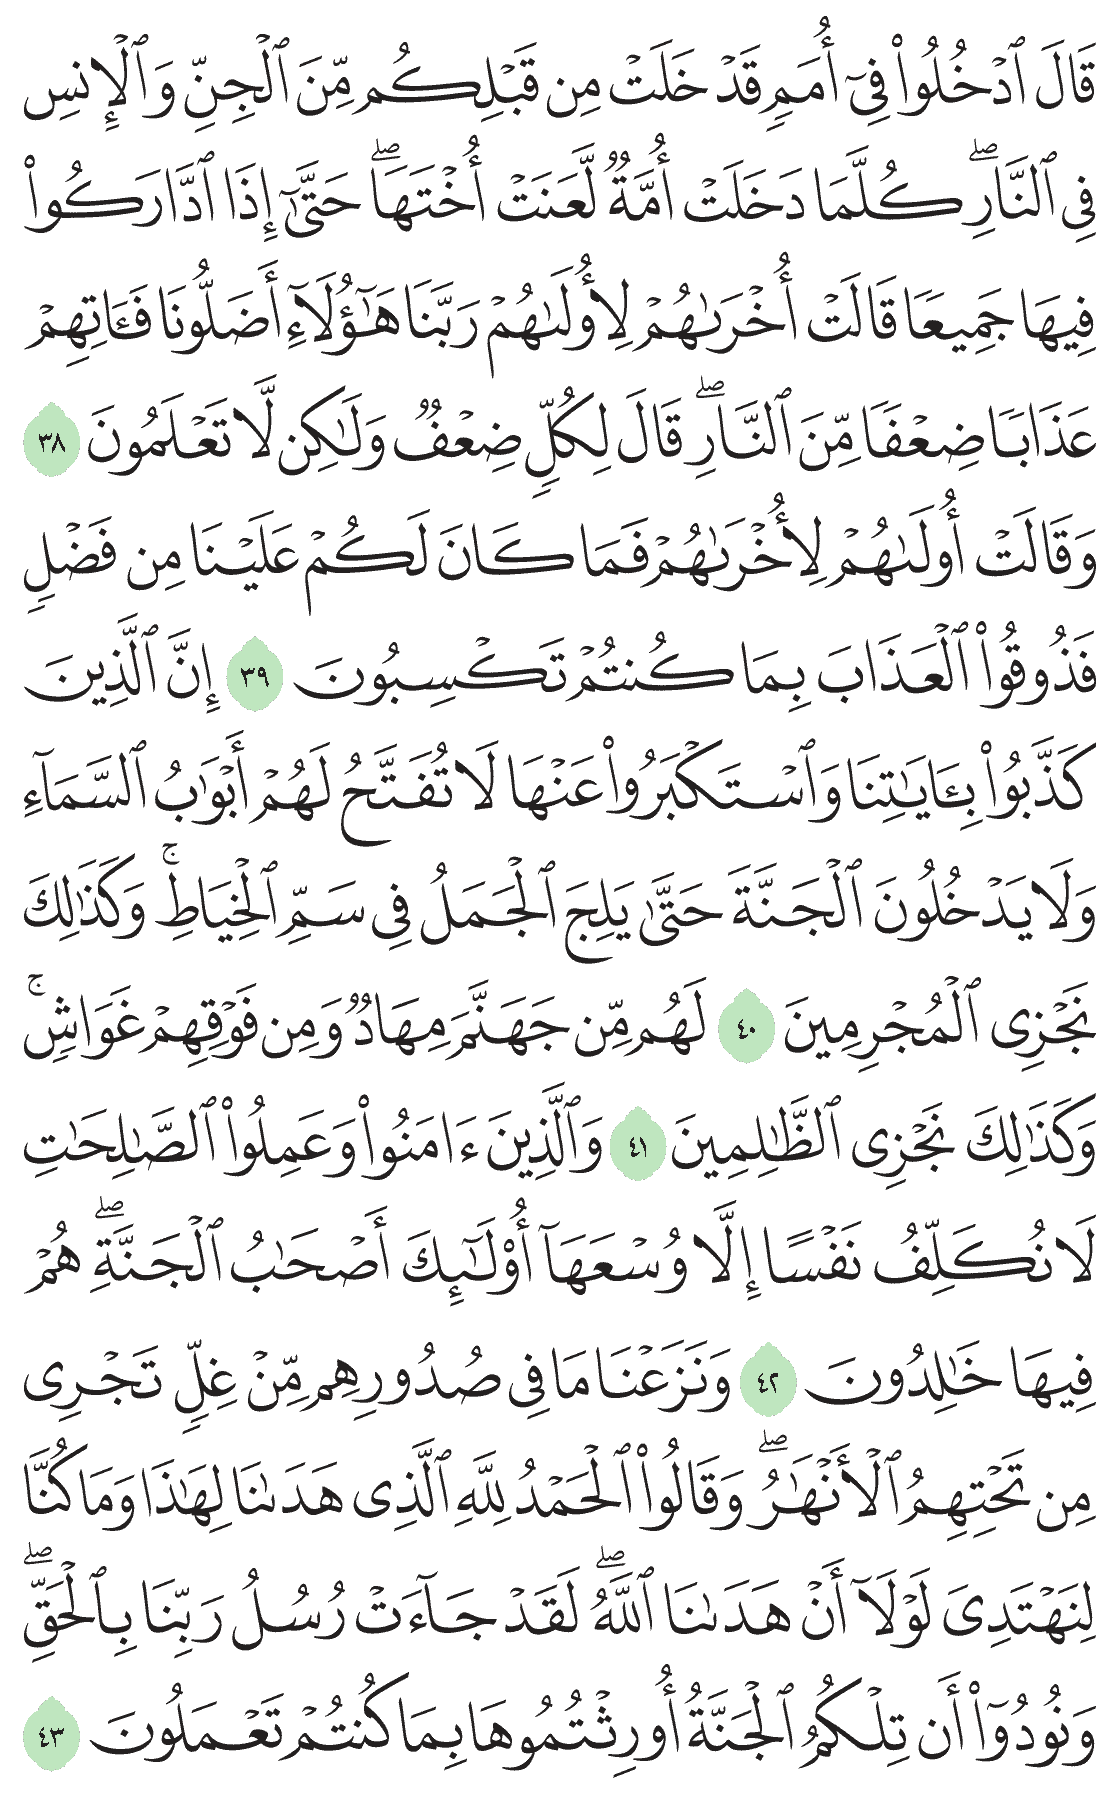 قَالَ ٱدْخُلُوا۟ فِىٓ أُمَمٍ قَدْ خَلَتْ مِن قَبْلِكُم مِّنَ ٱلْجِنِّ وَٱلْإِنسِ
فِى ٱلنَّارِ ۖ كُلَّمَا دَخَلَتْ أُمَّةٌ لَّعَنَتْ أُخْتَهَا ۖ حَتَّىٰٓ إِذَا ٱدَّارَكُوا۟
فِيهَا جَمِيعًا قَالَتْ أُخْرَىٰهُمْ لِأُولَىٰهُمْ رَبَّنَا هَـٰٓؤُلَآءِ أَضَلُّونَا فَـَٔاتِهِمْ
عَذَابًا ضِعْفًا مِّنَ ٱلنَّارِ ۖ قَالَ لِكُلٍّ ضِعْفٌ وَلَـٰكِن لَّا تَعْلَمُونَ ٣٨
وَقَالَتْ أُولَىٰهُمْ لِأُخْرَىٰهُمْ فَمَا كَانَ لَكُمْ عَلَيْنَا مِن فَضْلٍ
فَذُوقُوا۟ ٱلْعَذَابَ بِمَا كُنتُمْ تَكْسِبُونَ ٣٩ إِنَّ ٱلَّذِينَ
كَذَّبُوا۟ بِـَٔايَـٰتِنَا وَٱسْتَكْبَرُوا۟ عَنْهَا لَا تُفَتَّحُ لَهُمْ أَبْوَٰبُ ٱلسَّمَآءِ
وَلَا يَدْخُلُونَ ٱلْجَنَّةَ حَتَّىٰ يَلِجَ ٱلْجَمَلُ فِى سَمِّ ٱلْخِيَاطِ ۚ وَكَذَٰلِكَ
نَجْزِى ٱلْمُجْرِمِينَ ٤٠ لَهُم مِّن جَهَنَّمَ مِهَادٌ وَمِن فَوْقِهِمْ غَوَاشٍ ۚ
وَكَذَٰلِكَ نَجْزِى ٱلظَّـٰلِمِينَ ٤١ وَٱلَّذِينَ ءَامَنُوا۟ وَعَمِلُوا۟ ٱلصَّـٰلِحَـٰتِ
لَا نُكَلِّفُ نَفْسًا إِلَّا وُسْعَهَآ أُو۟لَـٰٓئِكَ أَصْحَـٰبُ ٱلْجَنَّةِ ۖ هُمْ
فِيهَا خَـٰلِدُونَ ٤٢ وَنَزَعْنَا مَا فِى صُدُورِهِم مِّنْ غِلٍّ تَجْرِى
مِن تَحْتِهِمُ ٱلْأَنْهَـٰرُ ۖ وَقَالُوا۟ ٱلْحَمْدُ لِلَّهِ ٱلَّذِى هَدَىٰنَا لِهَـٰذَا وَمَا كُنَّا
لِنَهْتَدِىَ لَوْلَآ أَنْ هَدَىٰنَا ٱللَّهُ ۖ لَقَدْ جَآءَتْ رُسُلُ رَبِّنَا بِٱلْحَقِّ ۖ
وَنُودُوٓا۟ أَن تِلْكُمُ ٱلْجَنَّةُ أُورِثْتُمُوهَا بِمَا كُنتُمْ تَعْمَلُونَ ٤٣